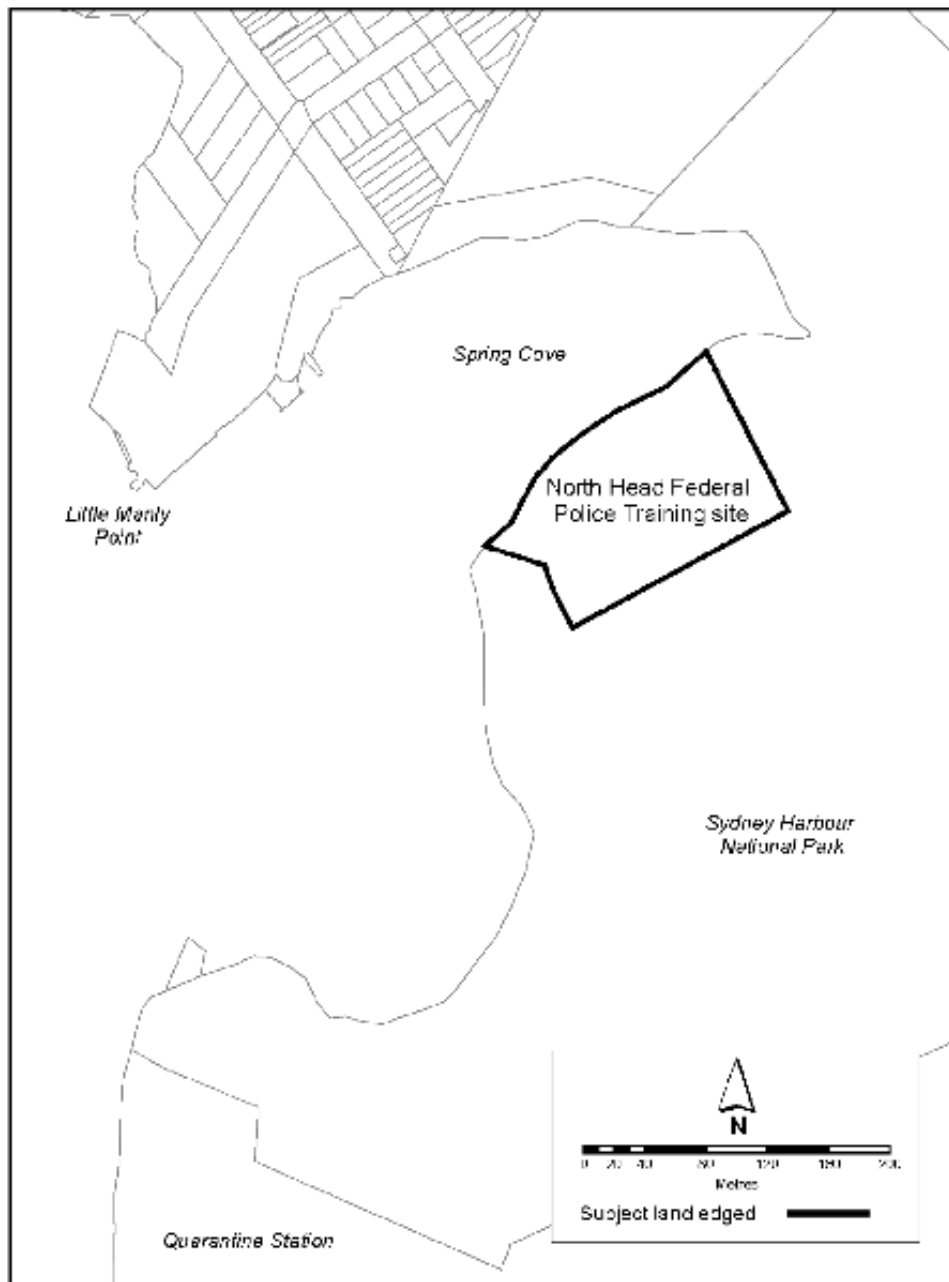 Spring Cove
North Head Federal
Police Training site
Little Manly
Point
Sydney Harbour
National Park
N
0 20 40 80 120 160 200
Metres
Subject land edged
Quarantine Station